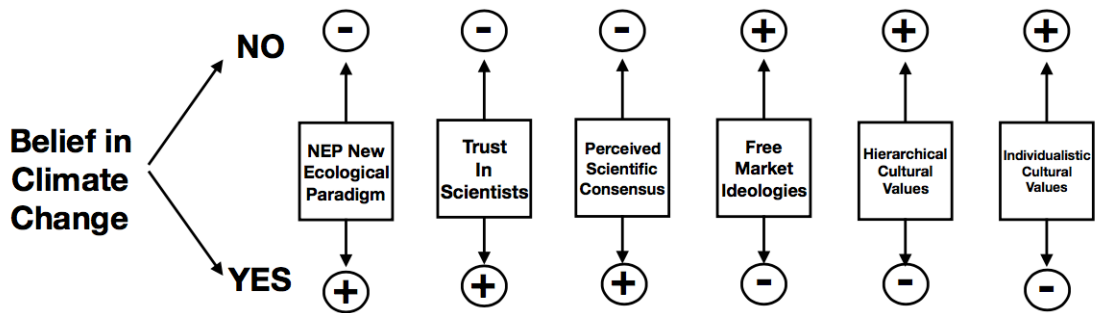 NO
Belief in
Climate
Change
YES
-
-
-
+
+
+
NEP New
Ecological
Paradigm
Trust
In
Scientists
Perceived
Scientific
Consensus
Free
Market
Ideologies
Hierarchical
Cultural
Values
Individualistic
Cultural
Values
+
+
+
-
-
-